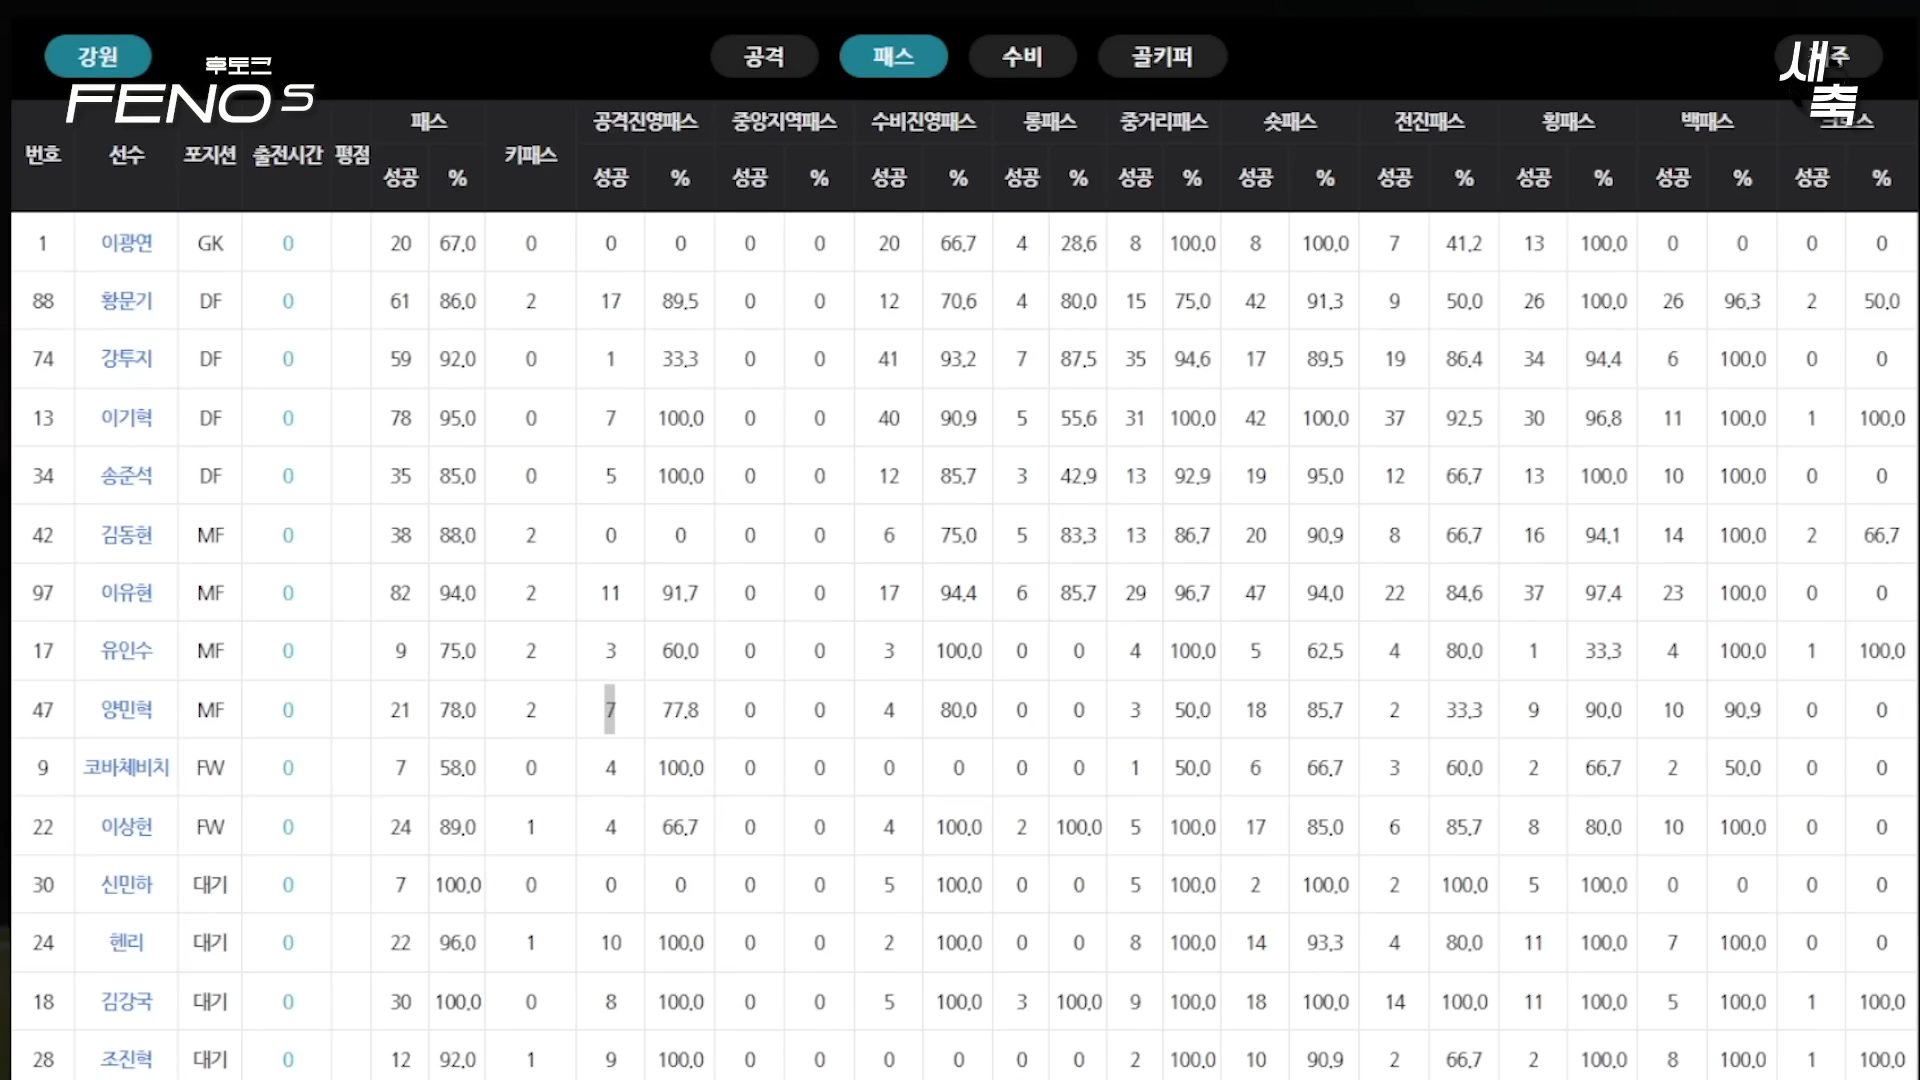 강원 공격 패스 수비 골키퍼
후토크
FENO S
새축
번호 선수 포지션 출전시간 평점 패스 키패스 공격진영패스 중앙지역패스 수비진영패스 롱패스 중거리패스 숏패스 전진패스 횡패스 백패스
성공 % 성공 % 성공 % 성공 % 성공 % 성공 % 성공 % 성공 % 성공 % 성공 % 성공 %
1 이광연 GK 0 20 67.0 0 0 0 0 0 20 66.7 4 28.6 8 100.0 8 100.0 7 41.2 13 100.0 0 0 0 0
88 황문기 DF 0 61 86.0 2 17 89.5 0 0 12 70.6 4 80.0 15 75.0 42 91.3 9 50.0 26 100.0 26 96.3 2 50.0
74 강투지 DF 0 59 92.0 0 1 33.3 0 0 41 93.2 7 87.5 35 94.6 17 89.5 19 86.4 34 94.4 6 100.0 0 0
13 이기혁 DF 0 78 95.0 0 7 100.0 0 0 40 90.9 5 55.6 31 100.0 42 100.0 37 92.5 30 96.8 11 100.0 1 100.0
34 송준석 DF 0 35 85.0 0 5 100.0 0 0 12 85.7 3 42.9 13 92.9 19 95.0 12 66.7 13 100.0 10 100.0 0 0
42 김동현 MF 0 38 88.0 2 0 0 0 0 6 75.0 5 83.3 13 86.7 20 90.9 8 66.7 16 94.1 14 100.0 2 66.7
97 이유현 MF 0 82 94.0 2 11 91.7 0 0 17 94.4 6 85.7 29 96.7 47 94.0 22 84.6 37 97.4 23 100.0 0 0
17 유인수 MF 0 9 75.0 2 3 60.0 0 0 3 100.0 0 0 4 100.0 5 62.5 4 80.0 1 33.3 4 100.0 1 100.0
47 양민혁 MF 0 21 78.0 2 7 77.8 0 0 4 80.0 0 0 3 50.0 18 85.7 2 33.3 9 90.0 10 90.9 0 0
9 코바체비치 FW 0 7 58.0 0 4 100.0 0 0 0 0 0 0 1 50.0 6 66.7 3 60.0 2 66.7 2 50.0 0 0
22 이상헌 FW 0 24 89.0 1 4 66.7 0 0 4 100.0 2 100.0 5 100.0 17 85.0 6 85.7 8 80.0 10 100.0 0 0
30 신민하 대기 0 7 100.0 0 0 0 0 0 5 100.0 0 0 5 100.0 2 100.0 2 100.0 5 100.0 0 0 0 0
24 헨리 대기 0 22 96.0 1 10 100.0 0 0 2 100.0 0 0 8 100.0 14 93.3 4 80.0 11 100.0 7 100.0 0 0
18 김강국 대기 0 30 100.0 0 8 100.0 0 0 5 100.0 3 100.0 9 100.0 18 100.0 14 100.0 11 100.0 5 100.0 1 100.0
28 조진혁 대기 0 12 92.0 1 9 100.0 0 0 0 0 0 0 2 100.0 10 90.9 2 66.7 2 100.0 8 100.0 1 100.0